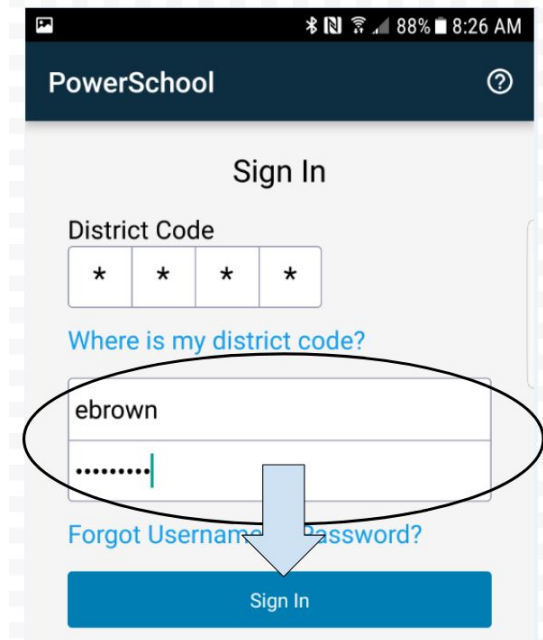 88% 8:26 AM
PowerSchool
Sign In
District Code
* * * *
Where is my district code?
ebrown
•••••••••
Forgot Username Password?
Sign In